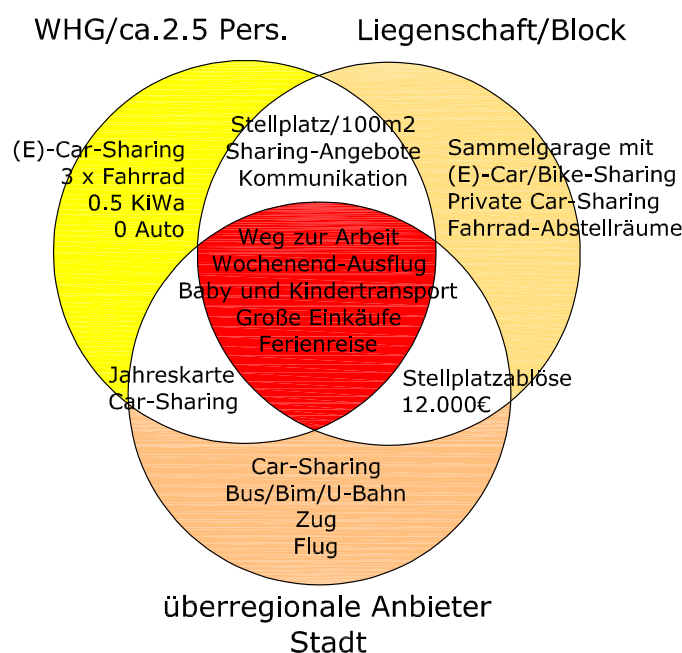 WHG/ca.2.5 Pers.
Liegenschaft/Block
Stellplatz/100m2
Sharing-Angebote
Kommunikation
(E)-Car-Sharing
3 x Fahrrad
0.5 KiWa
0 Auto
Sammelgarage mit
(E)-Car/Bike-Sharing
Private Car-Sharing
Fahrrad-Abstellräume
Weg zur Arbeit
Wochenend-Ausflug
Baby und Kindertransport
Große Einkäufe
Ferienreise
Jahreskarte
Car-Sharing
Stellplatzablöse
12.000€
Car-Sharing
Bus/Bim/U-Bahn
Zug
Flug
überregionale Anbieter
Stadt